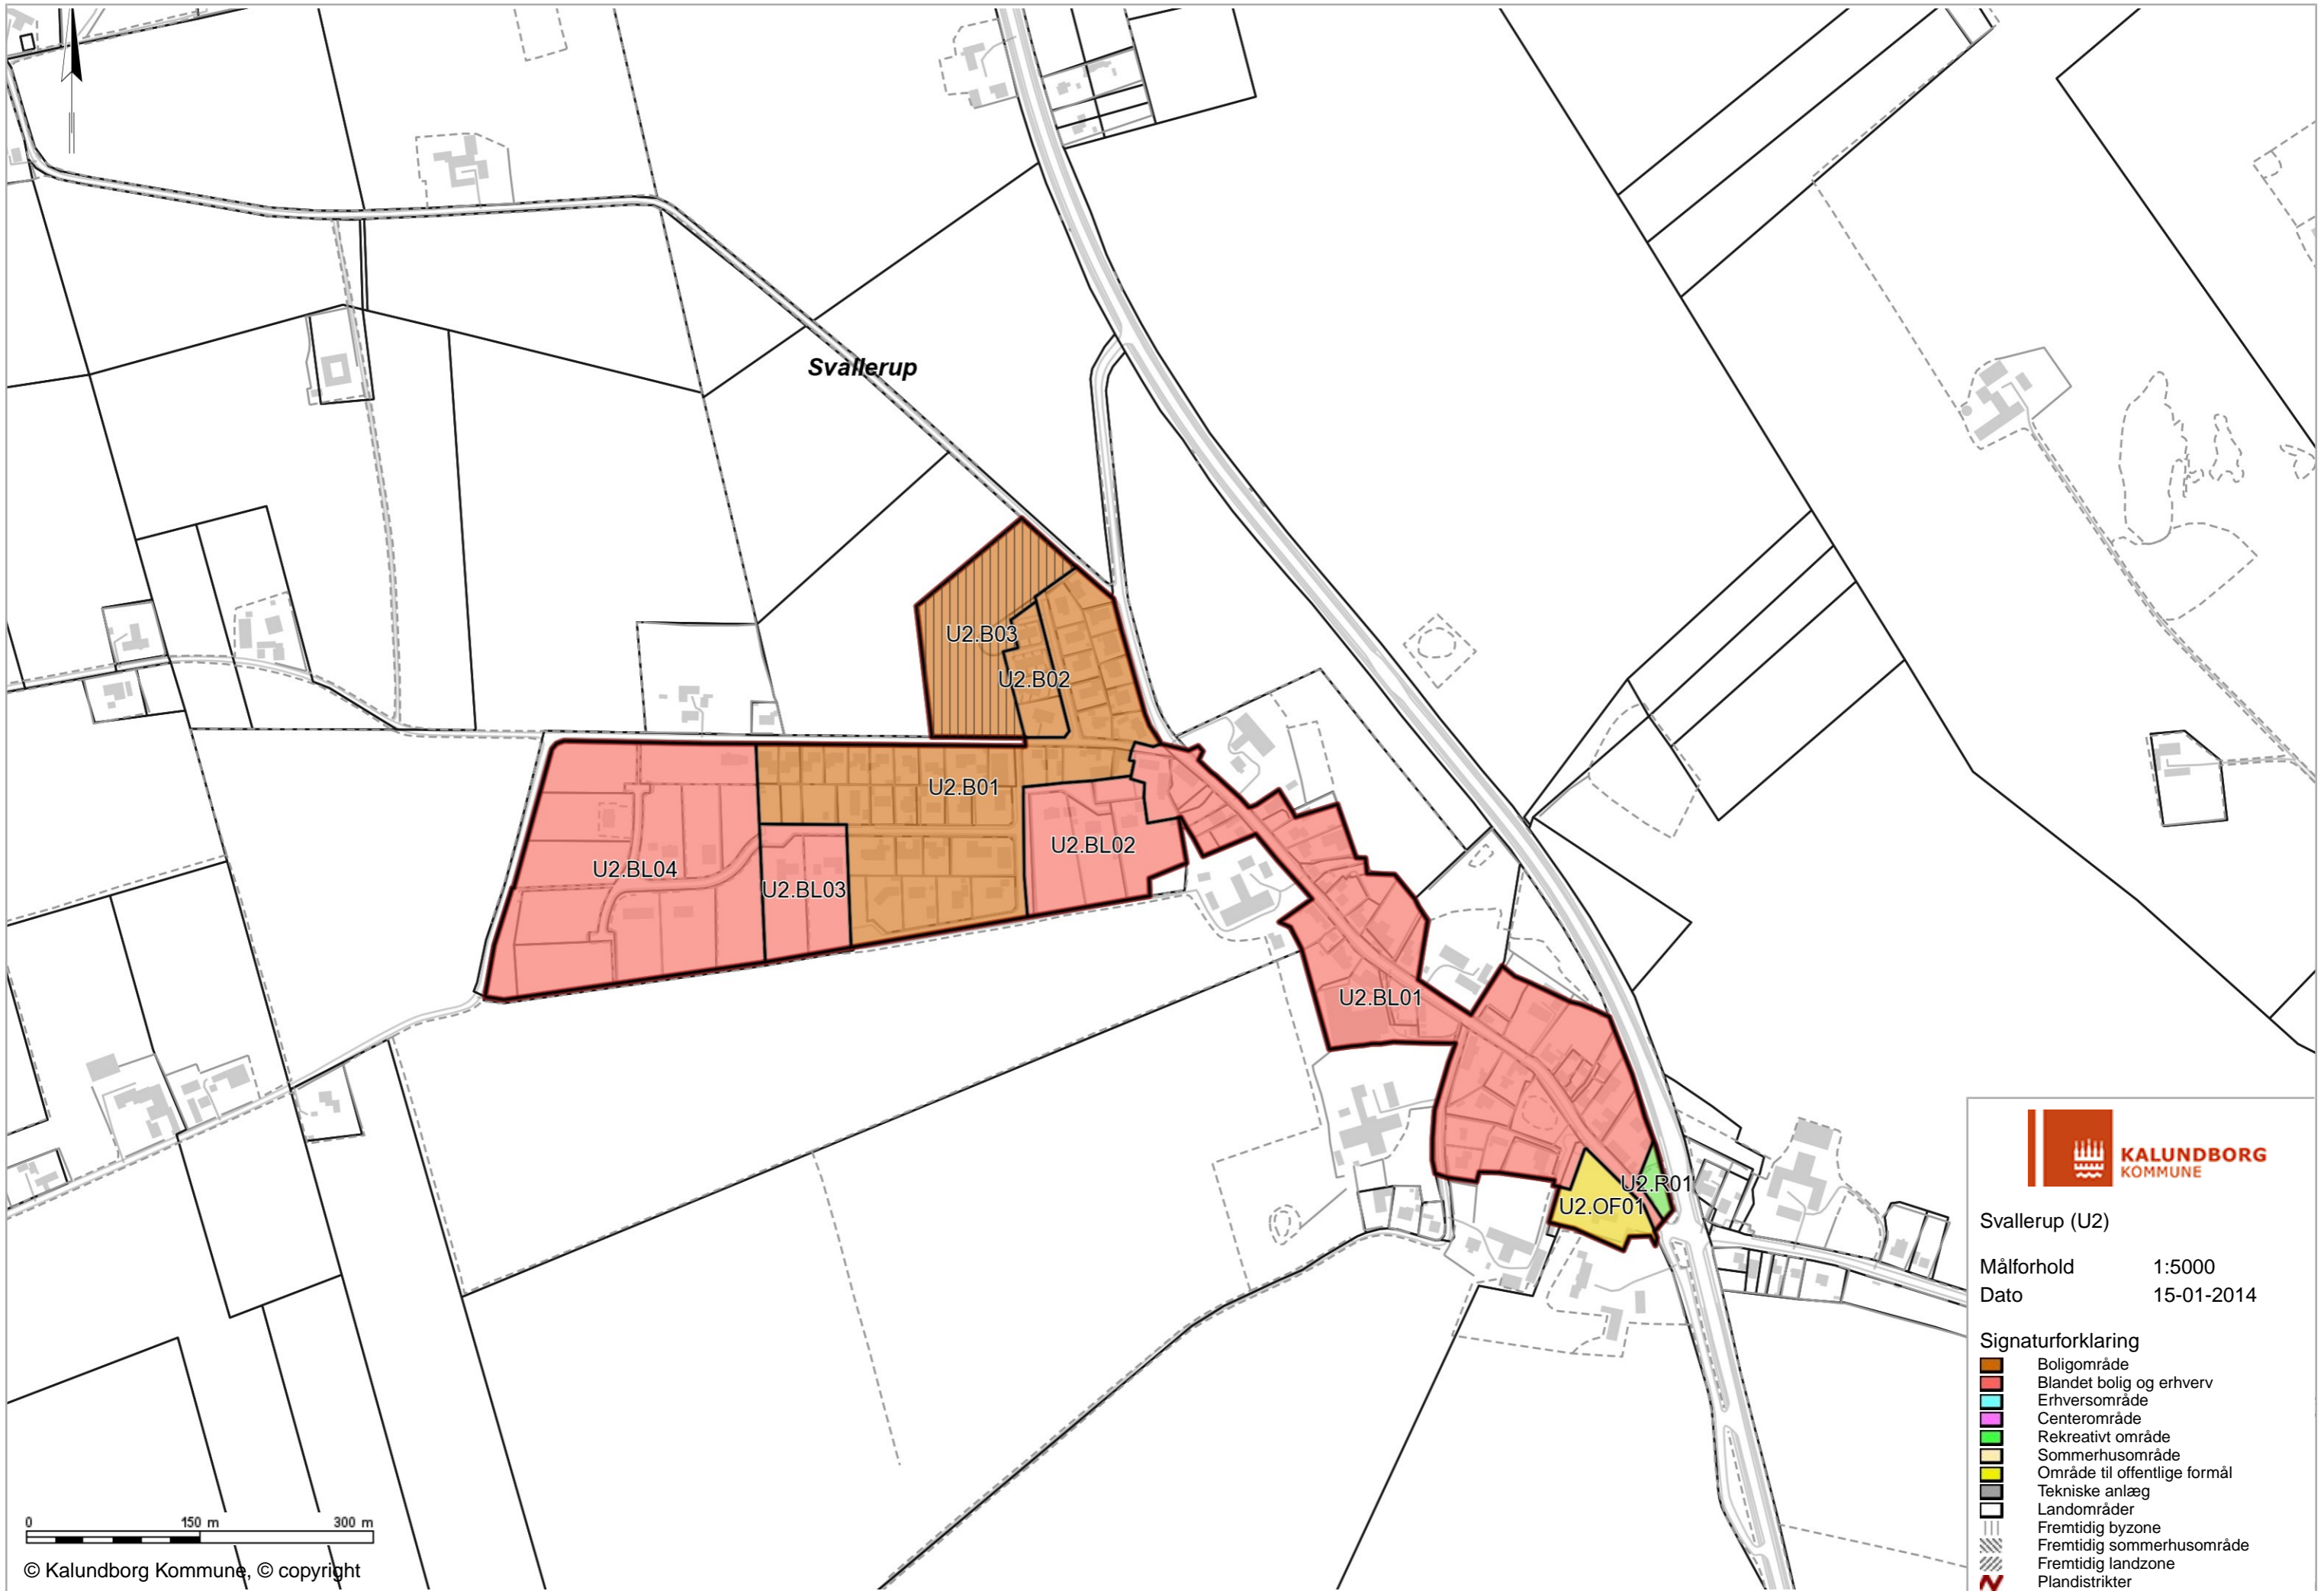 Svallerup
U2.B03
U2.B02
U2.B01
U2.BL02
U2.BL04
U2.BL03
U2.BL01
U2.R01
U2.OF01
KALUNDBORG
KOMMUNE
Svallerup (U2)
Målforhold 1:5000
Dato 15-01-2014
Signaturforklaring
Boligområde
Blandet bolig og erhverv
Erhversområde
Centerområde
Rekreativt område
Sommerhusområde
Område til offentlige formål
Tekniske anlæg
Landområder
Fremtidig byzone
Fremtidig sommerhusområde
Fremtidig landzone
Plandistrikter
0 150 m 300 m
© Kalundborg Kommune, © copyright